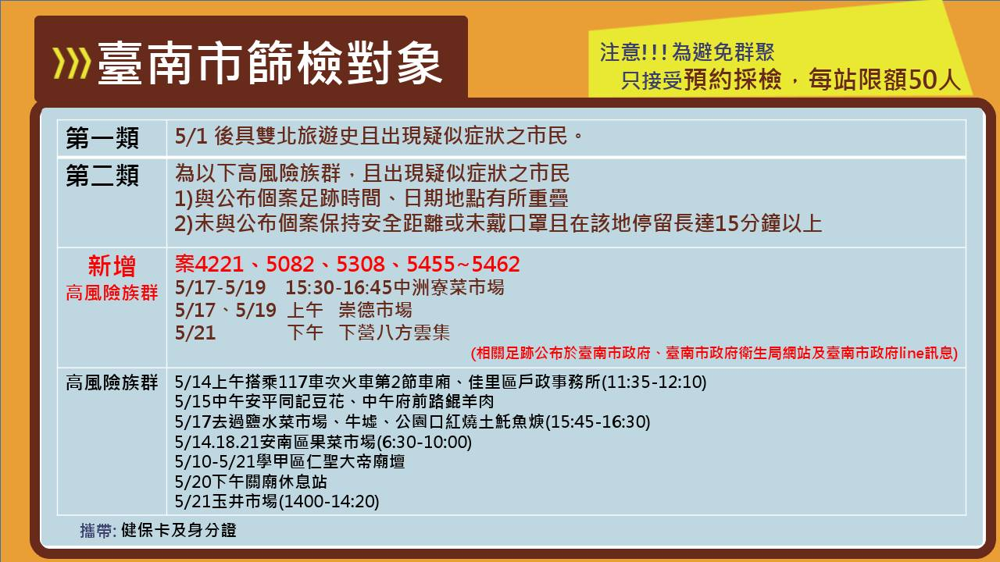 臺南市篩檢對象
注意!!!為避免群聚
只接受預約採檢，每站限額50人
第一類
5/1 後具雙北旅遊史且出現疑似症狀之市民。
第二類
為以下高風險族群，且出現疑似症狀之市民
1)與公布個案足跡時間、日期地點有所重疊
2)未與公布個案保持安全距離或未戴口罩且在該地停留長達15分鐘以上
新增
高風險族群
案4221、5082、5308、5455~5462
5/17-5/19 15:30-16:45中洲寮菜市場
5/17、5/19 上午 崇德市場
5/21 下午 下營八方雲集
(相關足跡公布於臺南市政府、臺南市政府衛生局網站及臺南市政府line訊息)
高風險族群
5/14上午搭乘117車次火車第2節車廂、佳里區戶政事務所(11:35-12:10)
5/15中午安平同記豆花、中午府前路鯤羊肉
5/17去過鹽水菜市場、牛墟、公園口紅燒土魠魚焿(15:45-16:30)
5/14.18.21安南區果菜市場(6:30-10:00)
5/10-5/21學甲區仁聖大帝廟壇
5/20下午關廟休息站
5/21玉井市場(1400-14:20)
攜帶: 健保卡及身分證